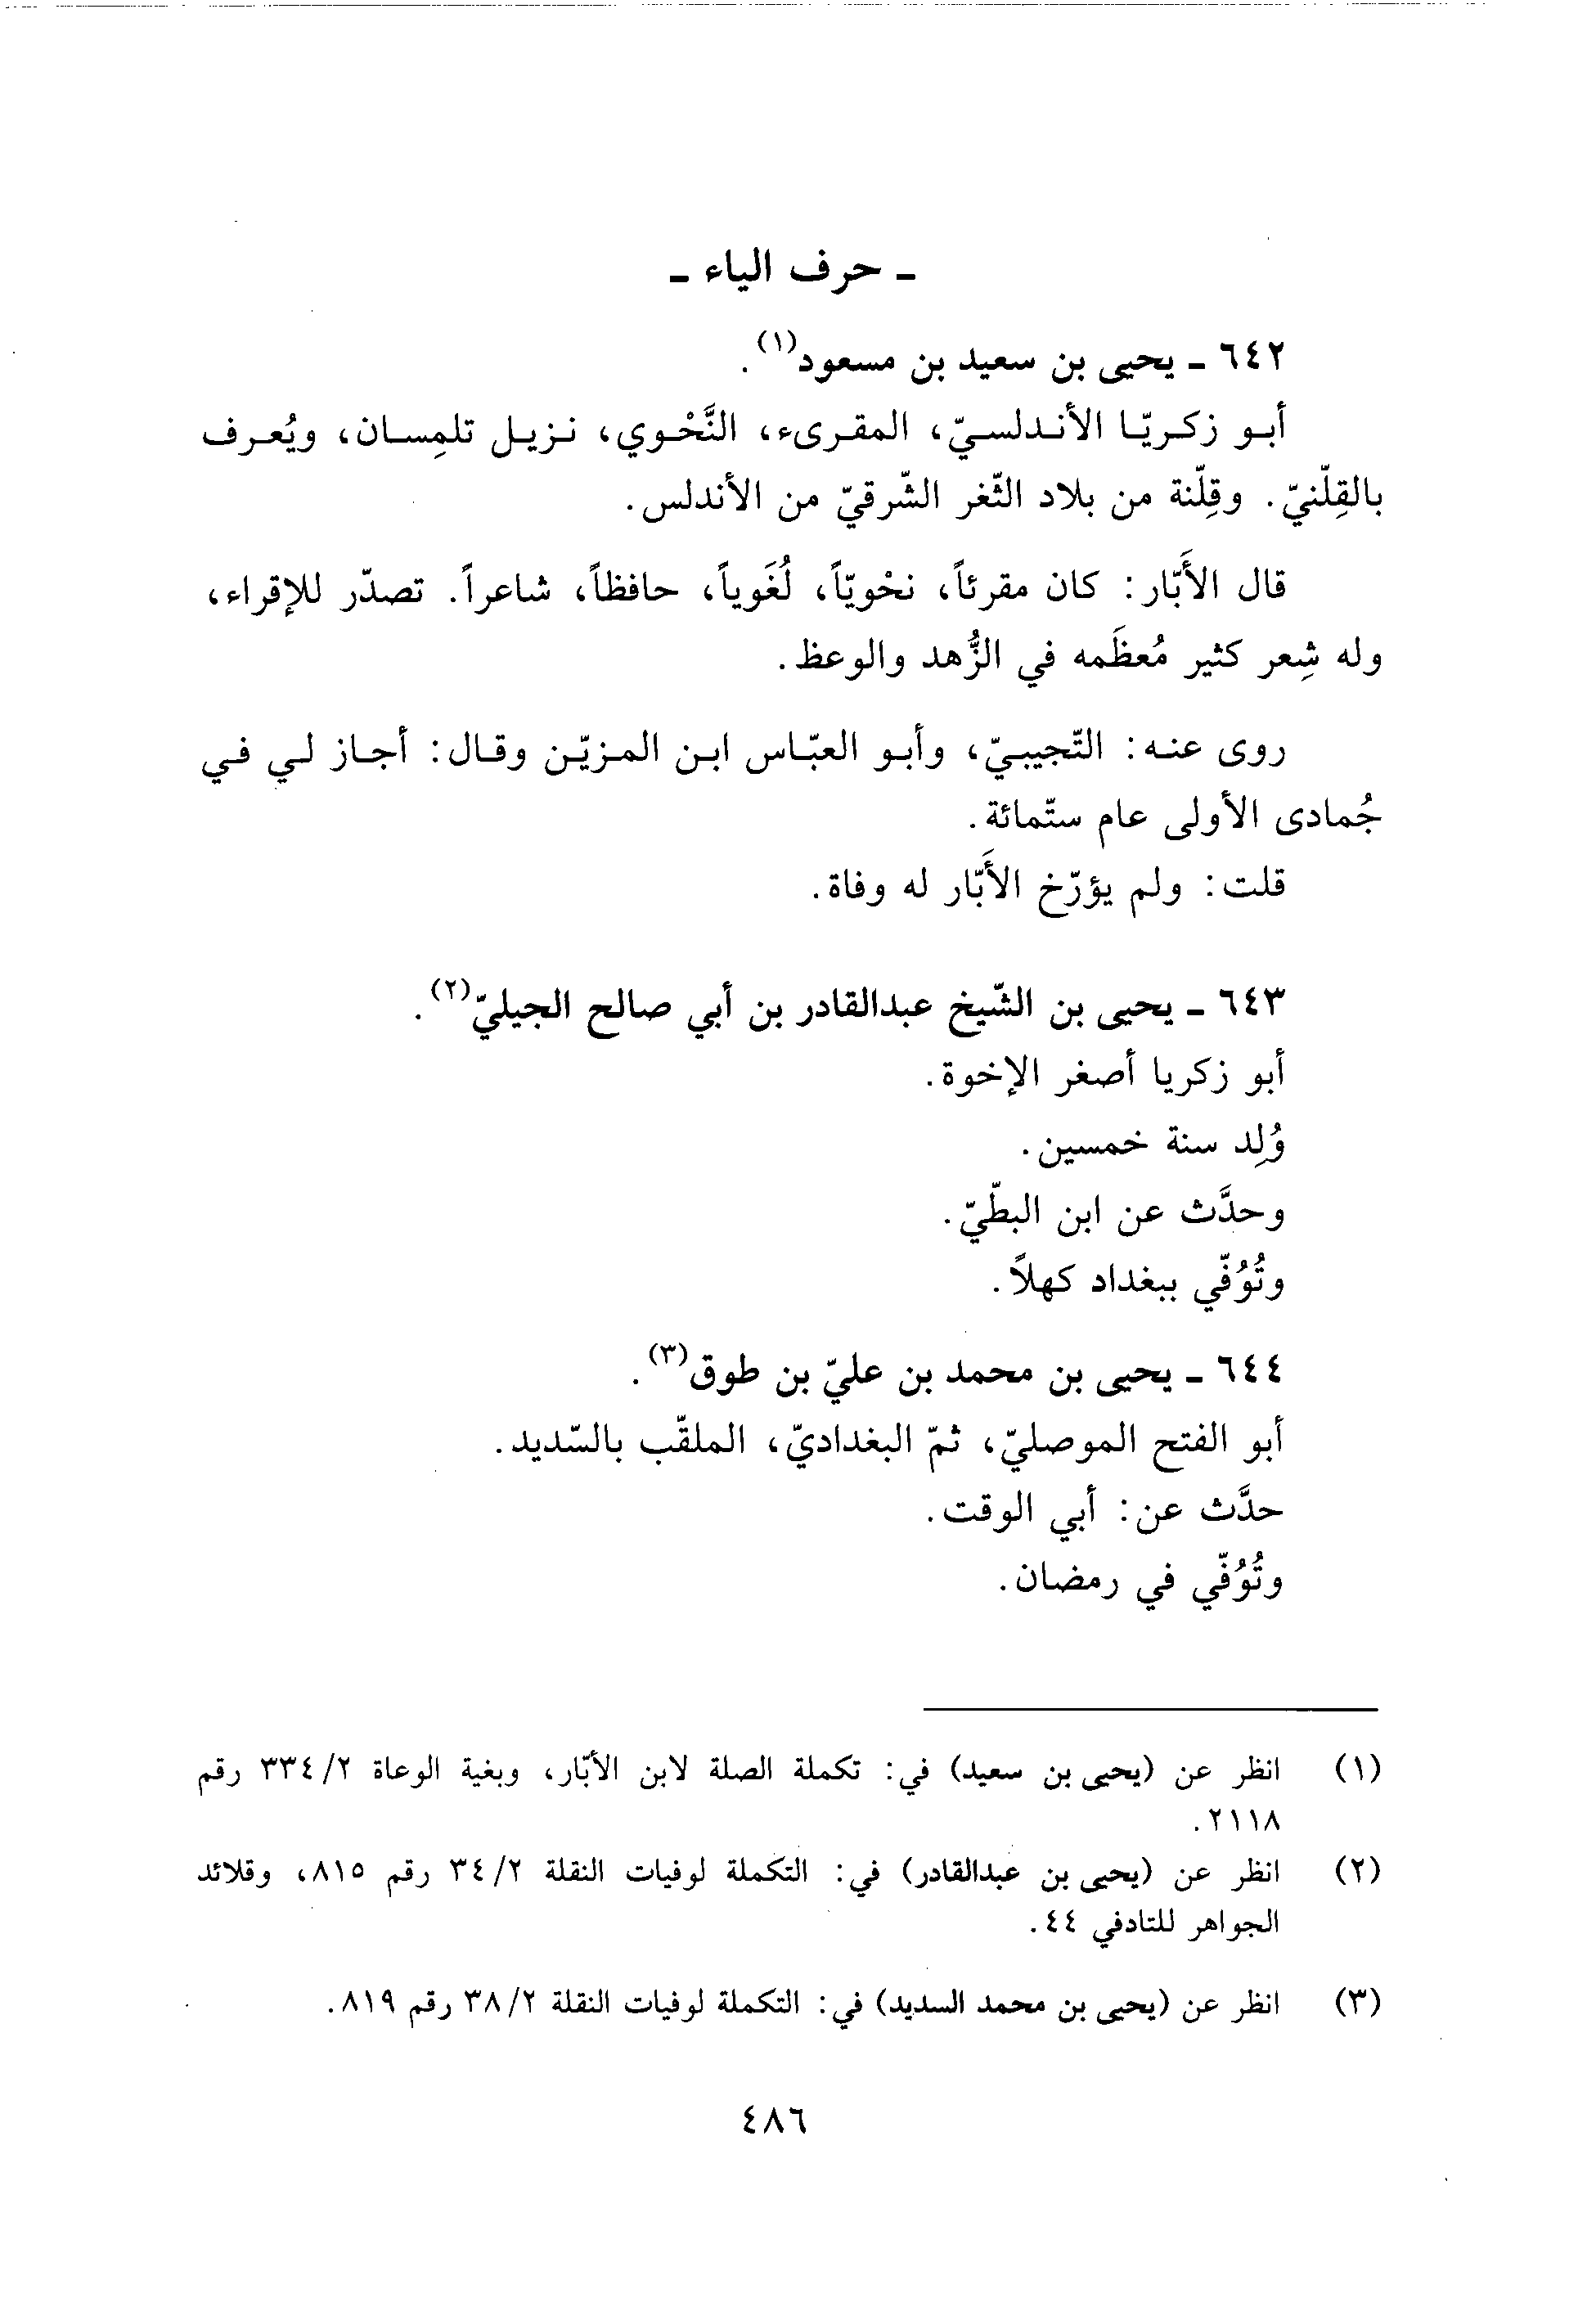 - حرف الياء -
٦٤٢ - يحيى بن سعيد بن مسعود(١).
أبو زكريّا الأندلسيّ، المقرىء، النَّحْوي، نزيل تلمِسان، ويُعرف
بالقِلّنيّ. وقِلّنة من بلاد الثّغر الشّرقيّ من الأندلس.
قال الأَبّار: كان مقرئاً، نحْويّاً، لُغَوياً، حافظاً، شاعراً. تصدّر للإقراء،
وله شِعر كثير مُعظَمه في الزُّهد والوعظ.
روى عنه: التّجيبيّ، وأبو العبّاس ابن المزيّن وقال: أجاز لي في
جُمادى الأولى عام ستّمائة.
قلت: ولم يؤرّخ الأَبّار له وفاة.
٦٤٣ - يحيى بن الشّيخ عبدالقادر بن أبي صالح الجيليّ(٢).
أبو زكريا أصغر الإخوة.
وُلِد سنة خمسين.
وحدَّث عن ابن البطّيّ.
وتُوُفّي ببغداد كهلاً.
٦٤٤ - يحيى بن محمد بن عليّ بن طوق(٣).
أبو الفتح الموصليّ، ثمّ البغداديّ، الملقّب بالسّديد.
حدَّث عن: أبي الوقت.
وتُوُفّي في رمضان.
(١) انظر عن (يحيى بن سعيد) في: تكملة الصلة لابن الأبّار، وبغية الوعاة ٢/ ٣٣٤ رقم
٢١١٨.
(٢) انظر عن (يحيى بن عبدالقادر) في: التكملة لوفيات النقلة ٢/ ٣٤ رقم ٨١٥، وقلائد
الجواهر للتادفي ٤٤.
(٣) انظر عن (يحيى بن محمد السديد) في: التكملة لوفيات النقلة ٢/ ٣٨ رقم ٨١٩.
٤٨٦